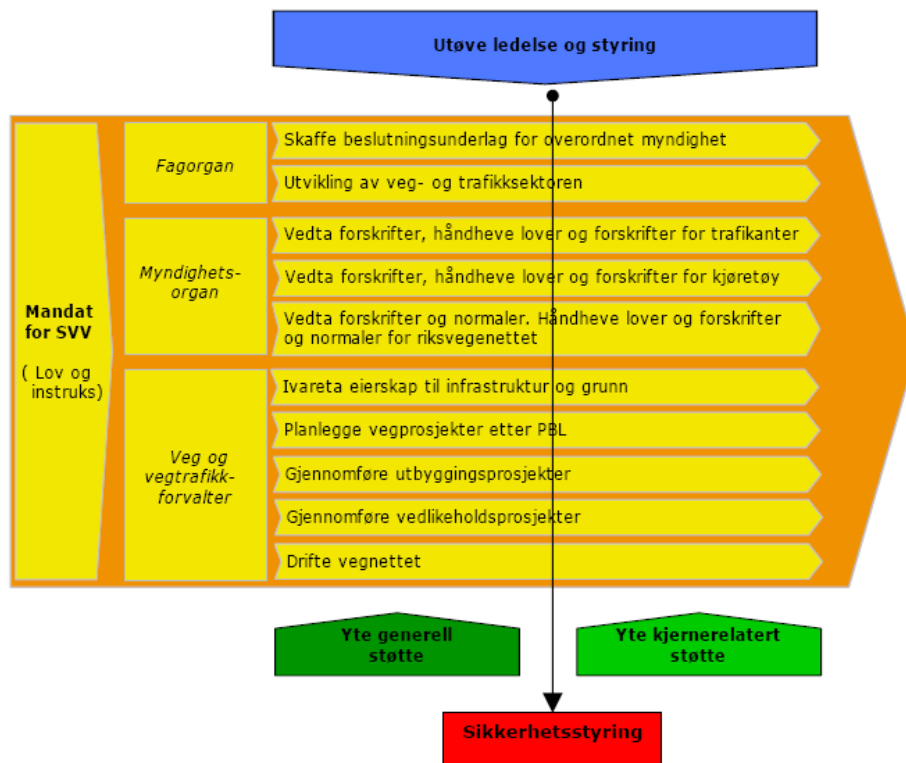 Utøve ledelse og styring
Mandat
for SVV
( Lov og
instruks)
Fagorgan
Skaffe beslutningsunderlag for overordnet myndighet
Utvikling av veg- og trafikksektoren
Myndighets-
organ
Vedta forskrifter, håndheve lover og forskrifter for trafikanter
Vedta forskrifter, håndheve lover og forskrifter for kjøretøy
Vedta forskrifter og normaler. Håndheve lover og forskrifter
og normaler for riksvegenettet
Veg og
vegtrafikk-
forvalter
Ivareta eierskap til infrastruktur og grunn
Planlegge vegprosjekter etter PBL
Gjennomføre utbyggingsprosjekter
Gjennomføre vedlikeholdsprosjekter
Drifte vegnettet
Yte generell
støtte
Yte kjernerelatert
støtte
Sikkerhetsstyring